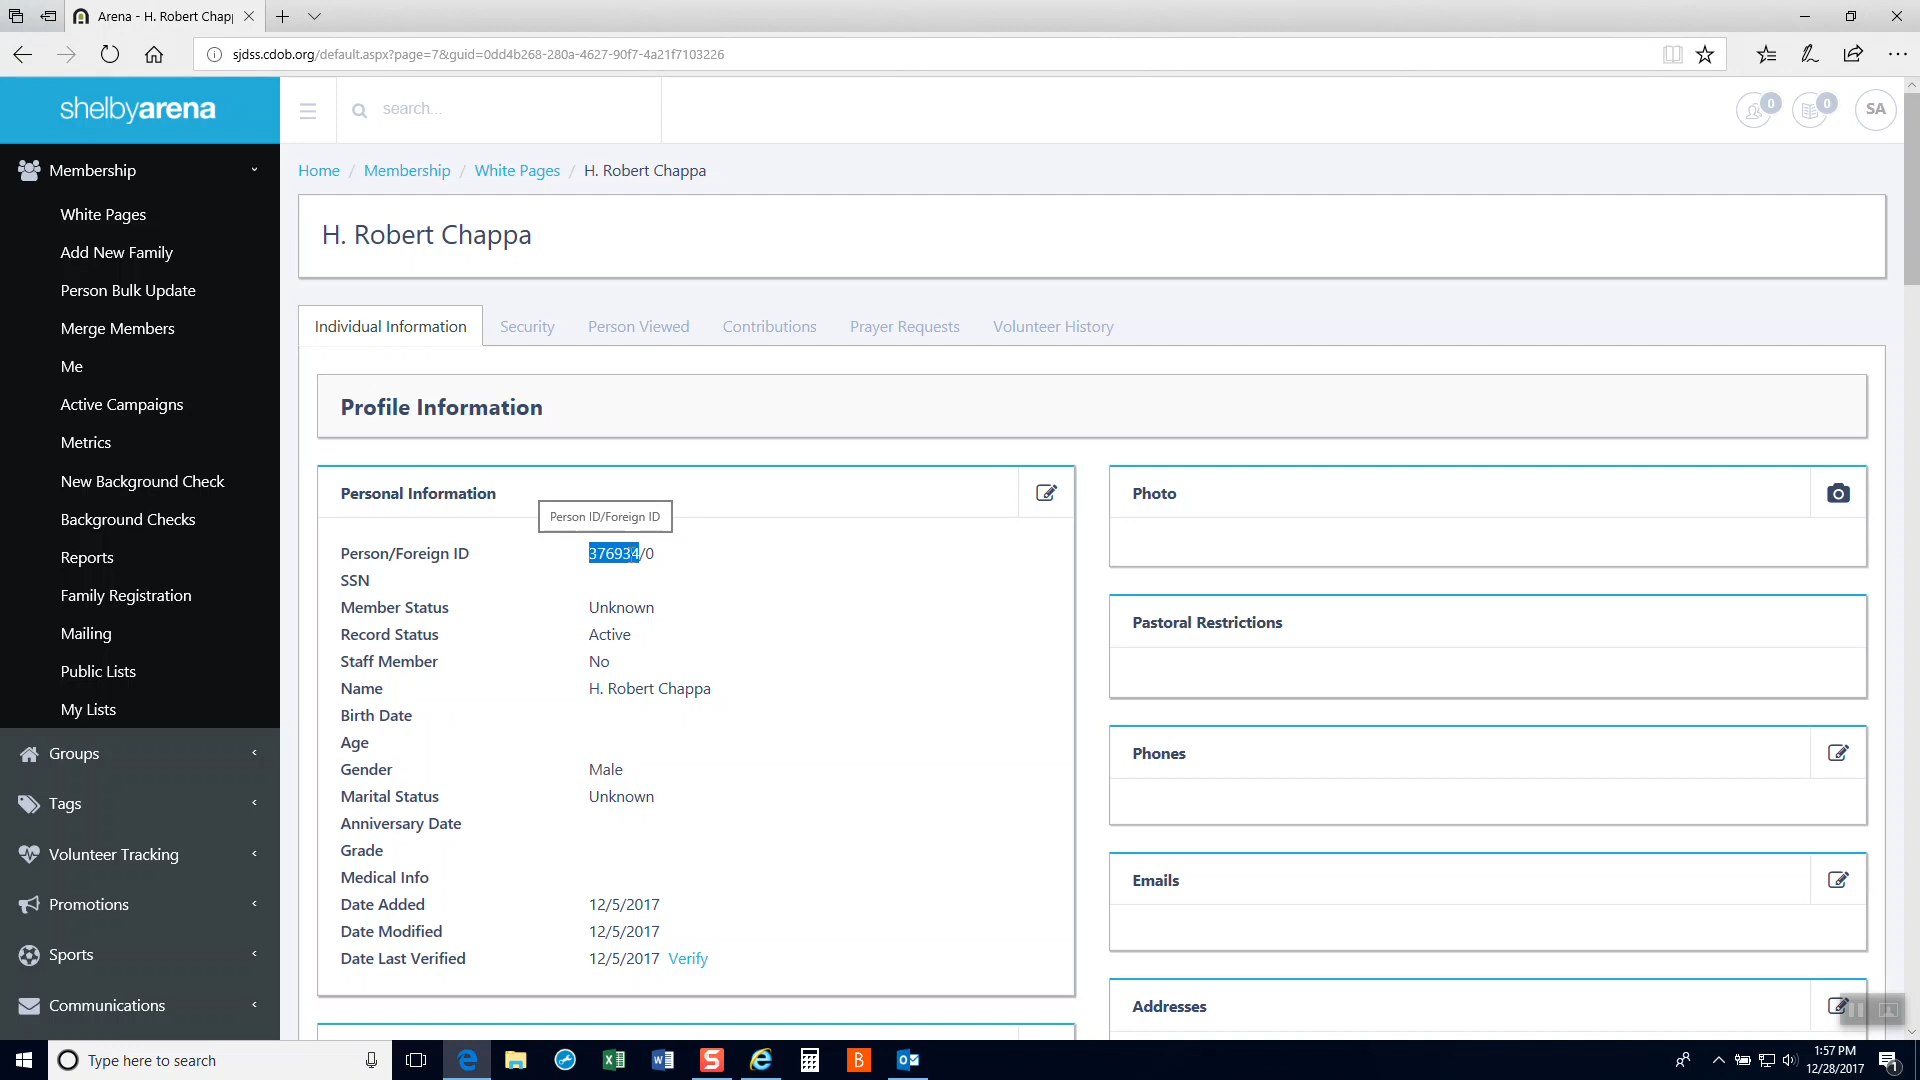 Arena - H. Robert Chapp
sjdss.cdob.org/default.aspx?page=7&guid=0dd4b268-280a-4627-90f7-4a21f7103226
shelbyarena
search...
0
0
SA
Membership
White Pages
Add New Family
Person Bulk Update
Merge Members
Me
Active Campaigns
Metrics
New Background Check
Background Checks
Reports
Family Registration
Mailing
Public Lists
My Lists
Groups
Tags
Volunteer Tracking
Promotions
Sports
Communications
Home / Membership / White Pages / H. Robert Chappa
H. Robert Chappa
Individual Information
Security
Person Viewed
Contributions
Prayer Requests
Volunteer History
Profile Information
Personal Information
Person ID/Foreign ID
Person/Foreign ID 376934/0
SSN
Member Status Unknown
Record Status Active
Staff Member No
Name H. Robert Chappa
Birth Date
Age
Gender Male
Marital Status Unknown
Anniversary Date
Grade
Medical Info
Date Added 12/5/2017
Date Modified 12/5/2017
Date Last Verified 12/5/2017 Verify
Photo
Pastoral Restrictions
Phones
Emails
Addresses
Type here to search
1:57 PM
12/28/2017
1